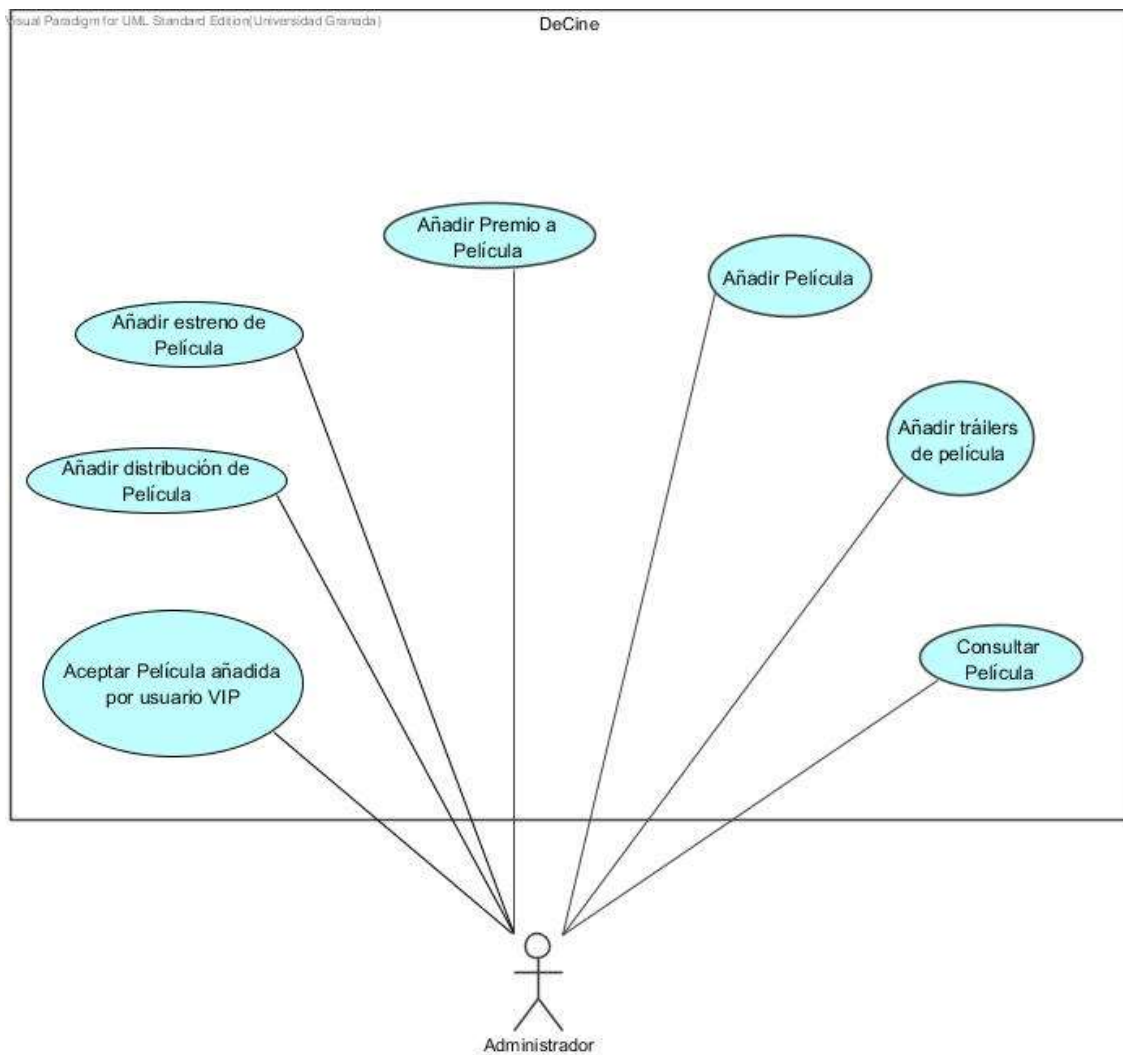 Visual Paradigm for UML Standard Edition(Universidad Granada)
DeCine
Añadir Premio a
Película
Añadir Película
Añadir estreno de
Película
Añadir tráilers
de película
Añadir distribución de
Película
Consultar
Película
Aceptar Película añadida
por usuario VIP
Administrador